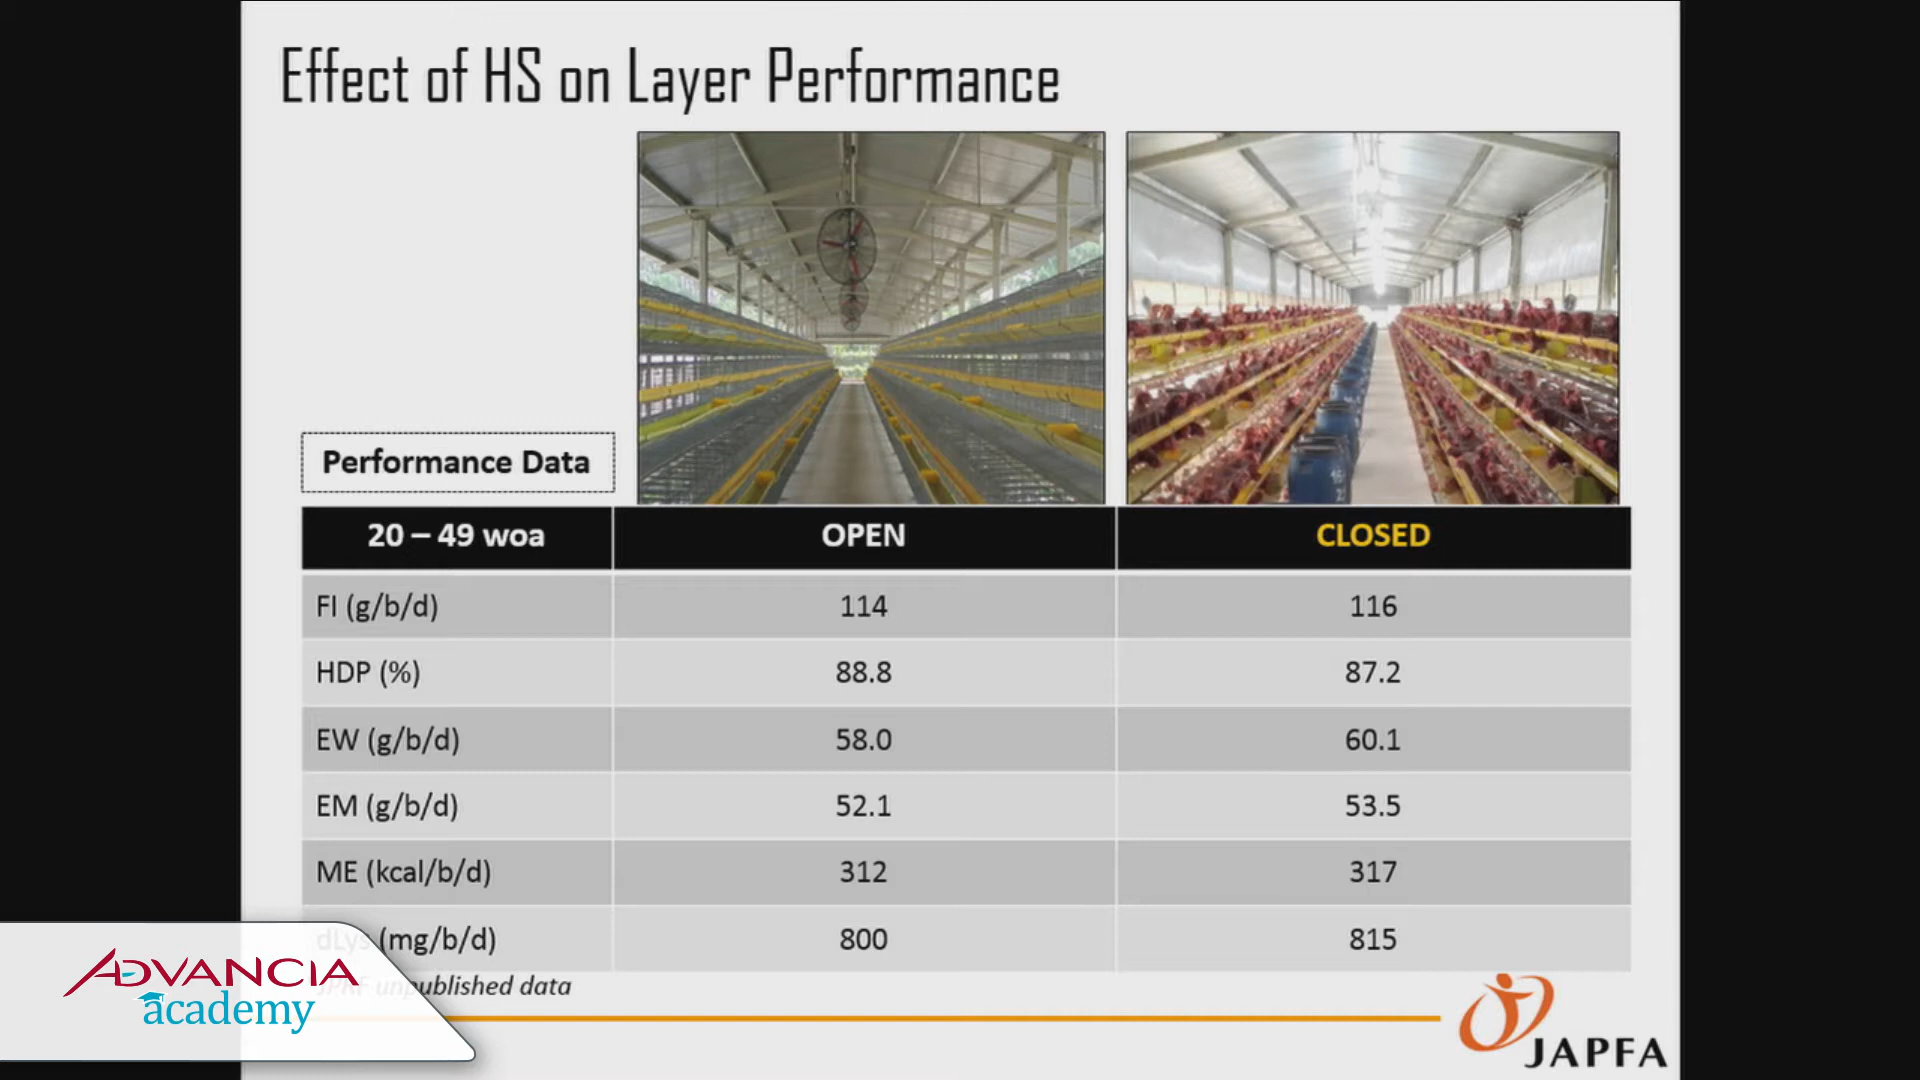 Effect of HS on Layer Performance
Performance Data
20 – 49 woa OPEN CLOSED
FI (g/b/d) 114 116
HDP (%) 88.8 87.2
EW (g/b/d) 58.0 60.1
EM (g/b/d) 52.1 53.5
ME (kcal/b/d) 312 317
dLys (mg/b/d) 800 815
unpublished data
ADVANCIA
academy
JAPFA